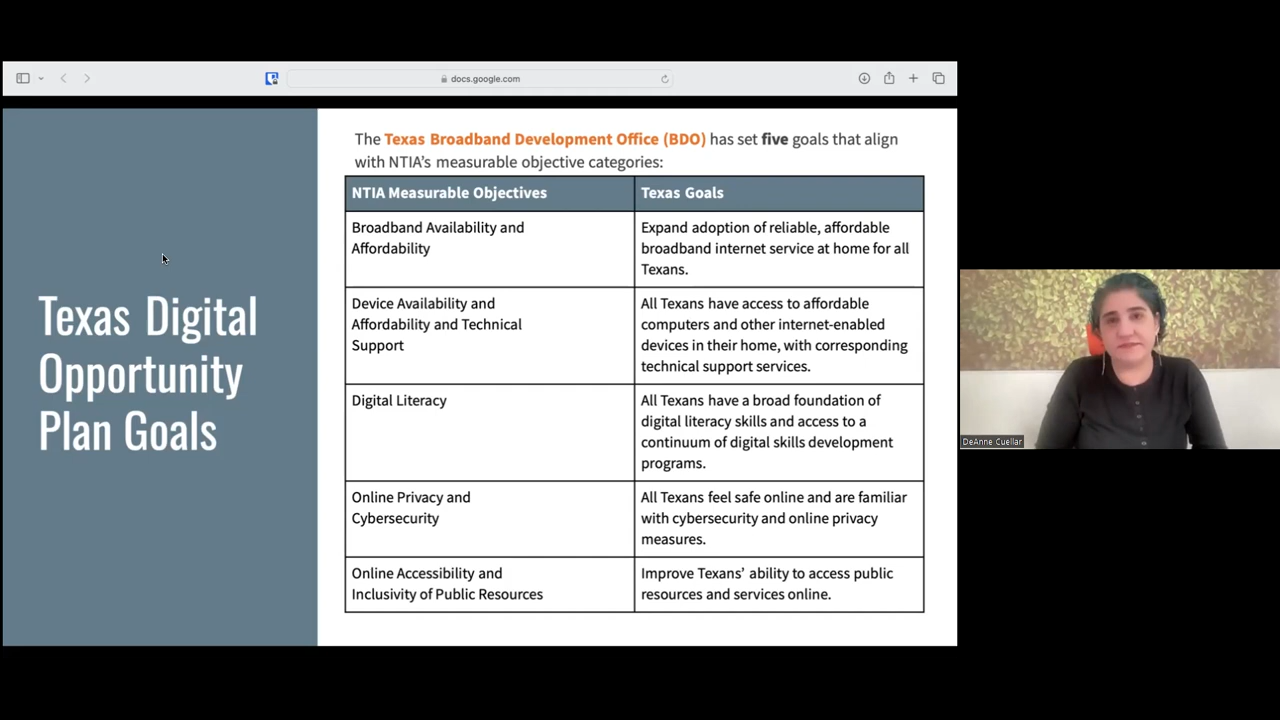 docs.google.com
Texas Digital
Opportunity
Plan Goals
The Texas Broadband Development Office (BDO) has set five goals that align
with NTIA’s measurable objective categories:
NTIA Measurable Objectives
Texas Goals
Broadband Availability and
Affordability
Expand adoption of reliable, affordable
broadband internet service at home for all
Texans.
Device Availability and
Affordability and Technical
Support
All Texans have access to affordable
computers and other internet-enabled
devices in their home, with corresponding
technical support services.
Digital Literacy
All Texans have a broad foundation of
digital literacy skills and access to a
continuum of digital skills development
programs.
Online Privacy and
Cybersecurity
All Texans feel safe online and are familiar
with cybersecurity and online privacy
measures.
Online Accessibility and
Inclusivity of Public Resources
Improve Texans’ ability to access public
resources and services online.
DeAnne Cuellar